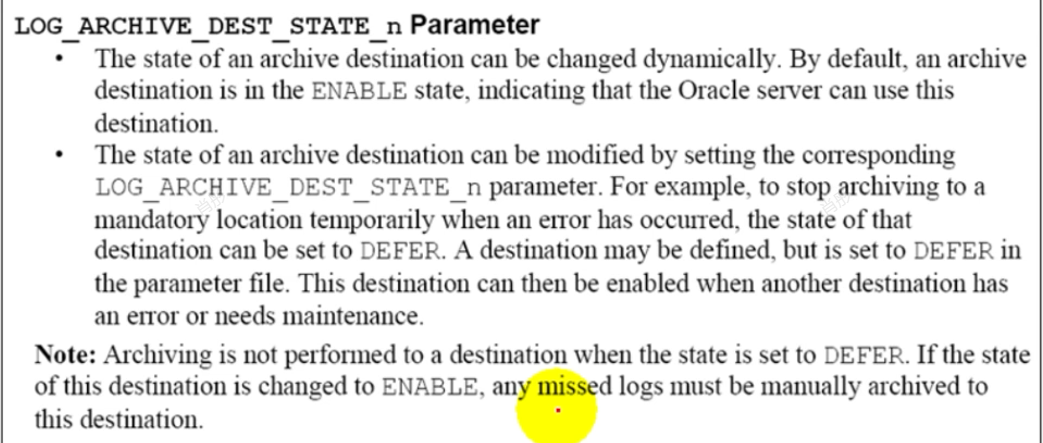 LOG_ARCHIVE_DEST_STATE_n Parameter
• The state of an archive destination can be changed dynamically. By default, an archive
destination is in the ENABLE state, indicating that the Oracle server can use this
destination.
• The state of an archive destination can be modified by setting the corresponding
LOG_ARCHIVE_DEST_STATE_n parameter. For example, to stop archiving to a
mandatory location temporarily when an error has occurred, the state of that
destination can be set to DEFER. A destination may be defined, but is set to DEFER in
the parameter file. This destination can then be enabled when another destination has
an error or needs maintenance.
Note: Archiving is not performed to a destination when the state is set to DEFER. If the state
of this destination is changed to ENABLE, any missed logs must be manually archived to
this destination.